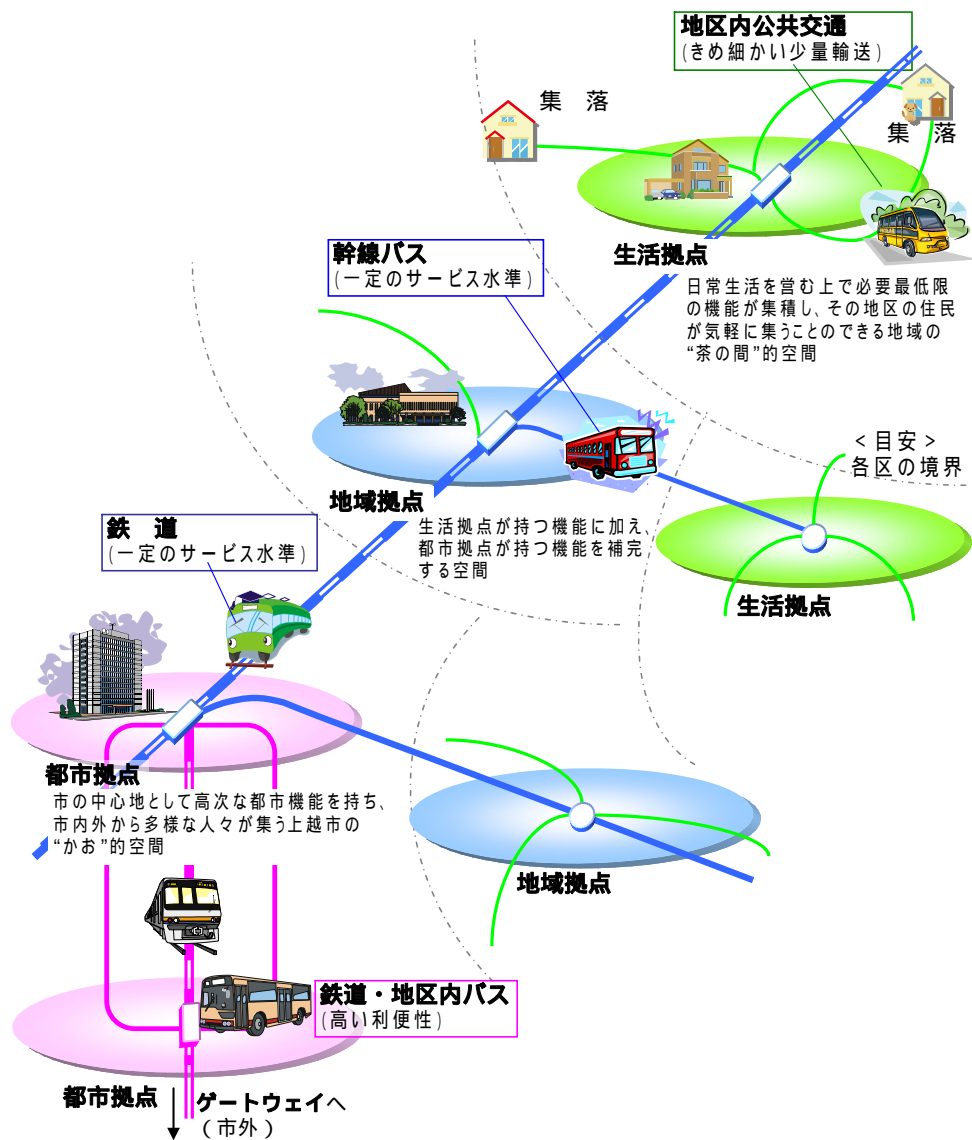 地区内公共交通
(きめ細かい少量輸送)
集 落
集 落
生活拠点
日常生活を営む上で必要最低限
の機能が集積し、その地区の住民
が気軽に集うことのできる地域の
“茶の間”的空間
幹線バス
(一定のサービス水準)
<目安>
各区の境界
地域拠点
生活拠点が持つ機能に加え、
都市拠点が持つ機能を補完
する空間
生活拠点
鉄 道
(一定のサービス水準)
都市拠点
市の中心地として高次な都市機能を持ち、
市内外から多様な人々が集う上越市の
“かお”的空間
地域拠点
鉄道・地区内バス
(高い利便性)
都市拠点
ゲートウェイへ
(市外)